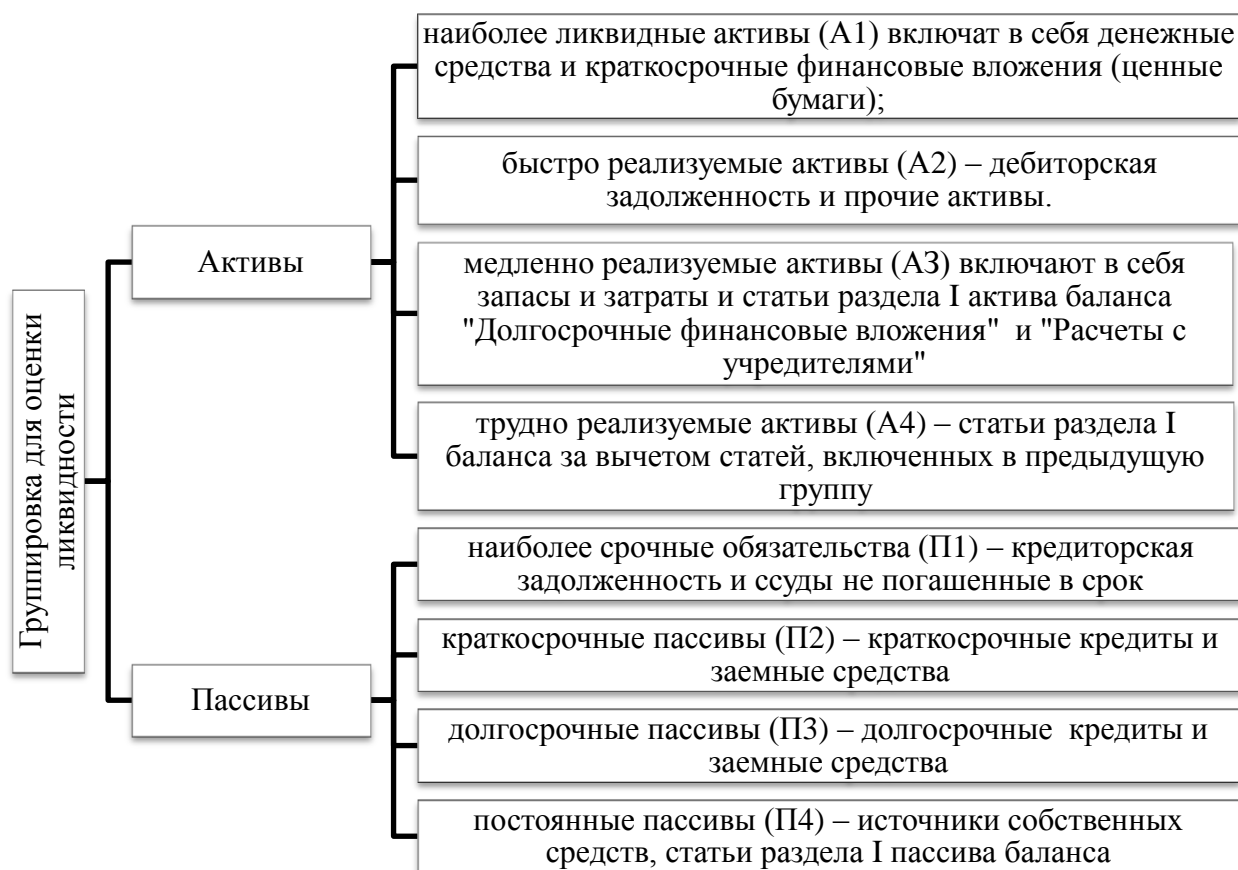 Группировка для оценки
ликвидности
Активы
наиболее ликвидные активы (А1) включат в себя денежные
средства и краткосрочные финансовые вложения (ценные
бумаги);
быстро реализуемые активы (А2) – дебиторская
задолженность и прочие активы.
медленно реализуемые активы (А3) включают в себя
запасы и затраты и статьи раздела I актива баланса
"Долгосрочные финансовые вложения" и "Расчеты с
учредителями"
трудно реализуемые активы (А4) – статьи раздела I
баланса за вычетом статей, включенных в предыдущую
группу
Пассивы
наиболее срочные обязательства (П1) – кредиторская
задолженность и ссуды не погашенные в срок
краткосрочные пассивы (П2) – краткосрочные кредиты и
заемные средства
долгосрочные пассивы (П3) – долгосрочные кредиты и
заемные средства
постоянные пассивы (П4) – источники собственных
средств, статьи раздела I пассива баланса